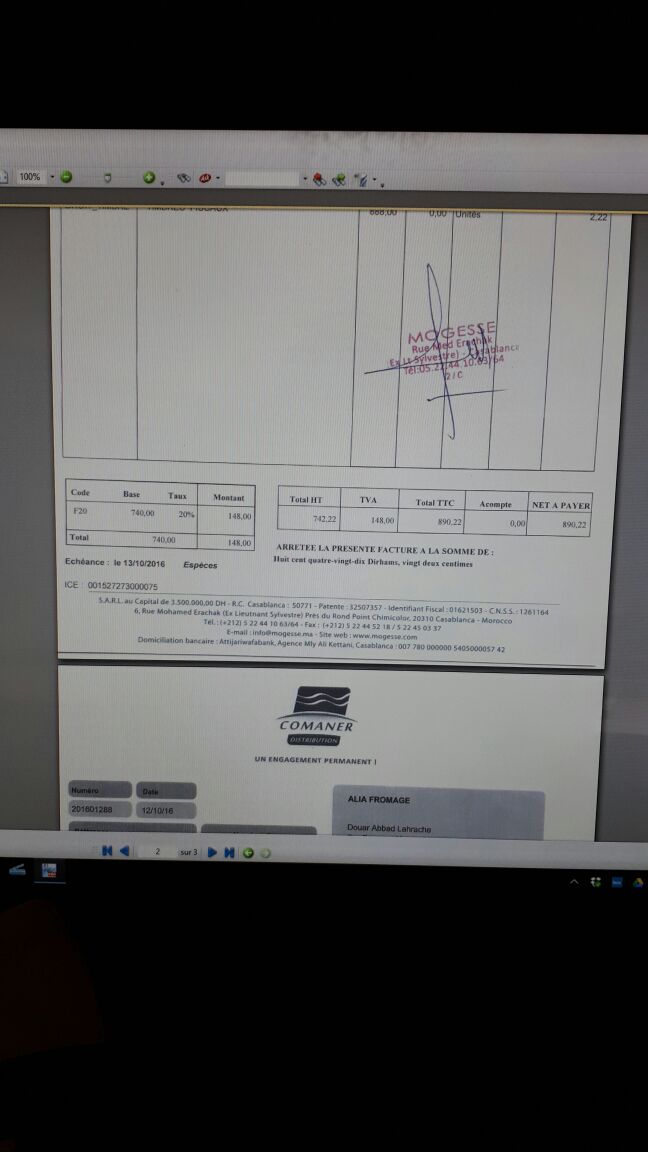 100%
TIMBRES FISCAUX 888,00 0,00 Unités 2,22
MOGESSE
Rue Med Erachak
Ex Lt Sylvestre) - Casablanca
Tél:05.22.44.10.63/64
2/C
Code Base Taux Montant
F20 740,00 20% 148,00
Total 740,00 148,00
Total HT TVA Total TTC Acompte NET A PAYER
742,22 148,00 890,22 0,00 890,22
Echéance : le 13/10/2016 Espèces
ARRETEE LA PRESENTE FACTURE A LA SOMME DE :
Huit cent quatre-vingt-dix Dirhams, vingt deux centimes
ICE : 001527273000075
S.A.R.L. au Capital de 3.500.000,00 DH - R.C. Casablanca : 50771 - Patente : 32507357 - Identifiant Fiscal : 01621503 - C.N.S.S. : 1261164
6, Rue Mohamed Erachak (Ex Lieutnant Sylvestre) Près du Rond Point Chimicolor, 20310 Casablanca - Morocco
Tél. : (+212) 5 22 44 10 63/64 - Fax : (+212) 5 22 44 52 18 / 5 22 45 03 37
E-mail : info@mogesse.ma - Site web : www.mogesse.com
Domiciliation bancaire : Attijariwafabank, Agence Mly Ali Kettani, Casablanca : 007 780 000000 5405000057 42
COMANER
DISTRIBUTION
UN ENGAGEMENT PERMANENT !
Numéro Date
201601288 12/10/16
ALIA FROMAGE
Douar Abbad Lahrache
2 sur 3